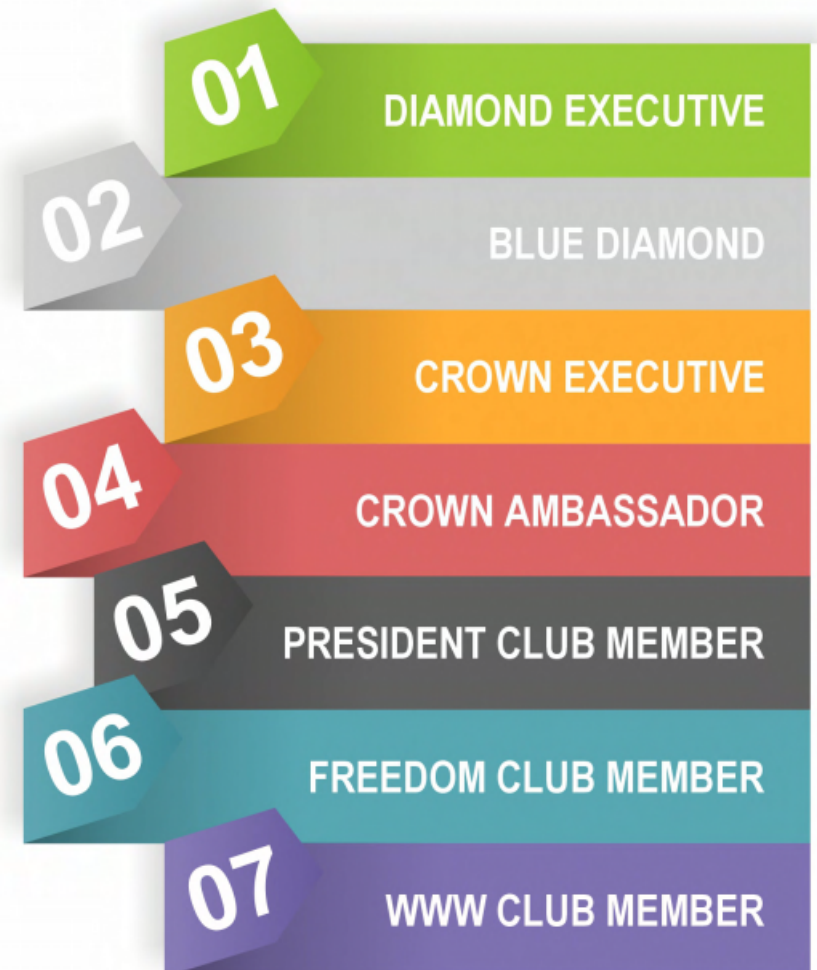 01
DIAMOND EXECUTIVE
02
BLUE DIAMOND
03
CROWN EXECUTIVE
04
CROWN AMBASSADOR
05
PRESIDENT CLUB MEMBER
06
FREEDOM CLUB MEMBER
07
WWW CLUB MEMBER